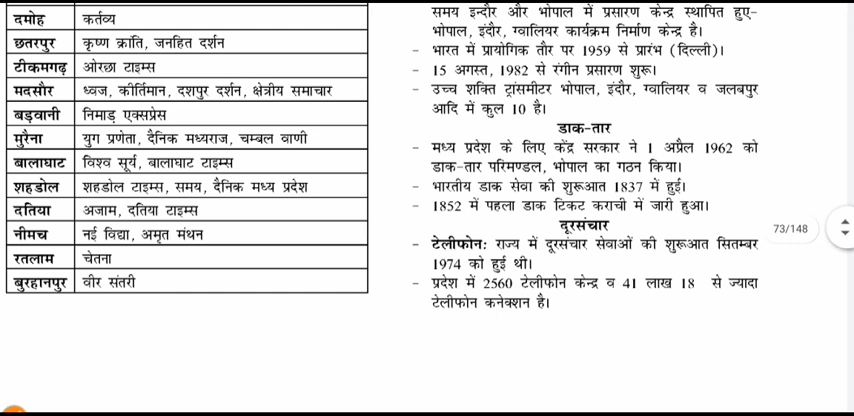 दमोह कर्तव्य
छतरपुर कृष्ण क्रांति, जनहित दर्शन
टीकमगढ़ ओरछा टाइम्स
मदसौर ध्वज, कीर्तिमान, दशपुर दर्शन, क्षेत्रीय समाचार
बड़वानी निमाड़ एक्सप्रेस
मुरैना युग प्रणेता, दैनिक मध्यराज, चम्बल वाणी
बालाघाट विश्व सूर्य, बालाघाट टाइम्स
शहडोल शहडोल टाइम्स, समय, दैनिक मध्य प्रदेश
दतिया अजाम, दतिया टाइम्स
नीमच नई विद्या, अमृत मंथन
रतलाम चेतना
बुरहानपुर वीर संतरी
समय इन्दौर और भोपाल में प्रसारण केन्द्र स्थापित हुए-
भोपाल, इंदौर, ग्वालियर कार्यक्रम निर्माण केन्द्र है।
- भारत में प्रायोगिक तौर पर 1959 से प्रारंभ (दिल्ली)।
- 15 अगस्त, 1982 से रंगीन प्रसारण शुरू।
- उच्च शक्ति ट्रांसमीटर भोपाल, इंदौर, ग्वालियर व जलबपुर
आदि में कुल 10 है।
डाक-तार
- मध्य प्रदेश के लिए केंद्र सरकार ने 1 अप्रैल 1962 को
डाक-तार परिमण्डल, भोपाल का गठन किया।
- भारतीय डाक सेवा की शुरूआत 1837 में हुई।
- 1852 में पहला डाक टिकट कराची में जारी हुआ।
दूरसंचार
- टेलीफोन: राज्य में दूरसंचार सेवाओं की शुरूआत सितम्बर
1974 को हुई थी।
- प्रदेश में 2560 टेलीफोन केन्द्र व 41 लाख 18 से ज्यादा
टेलीफोन कनेक्शन है।
73/148